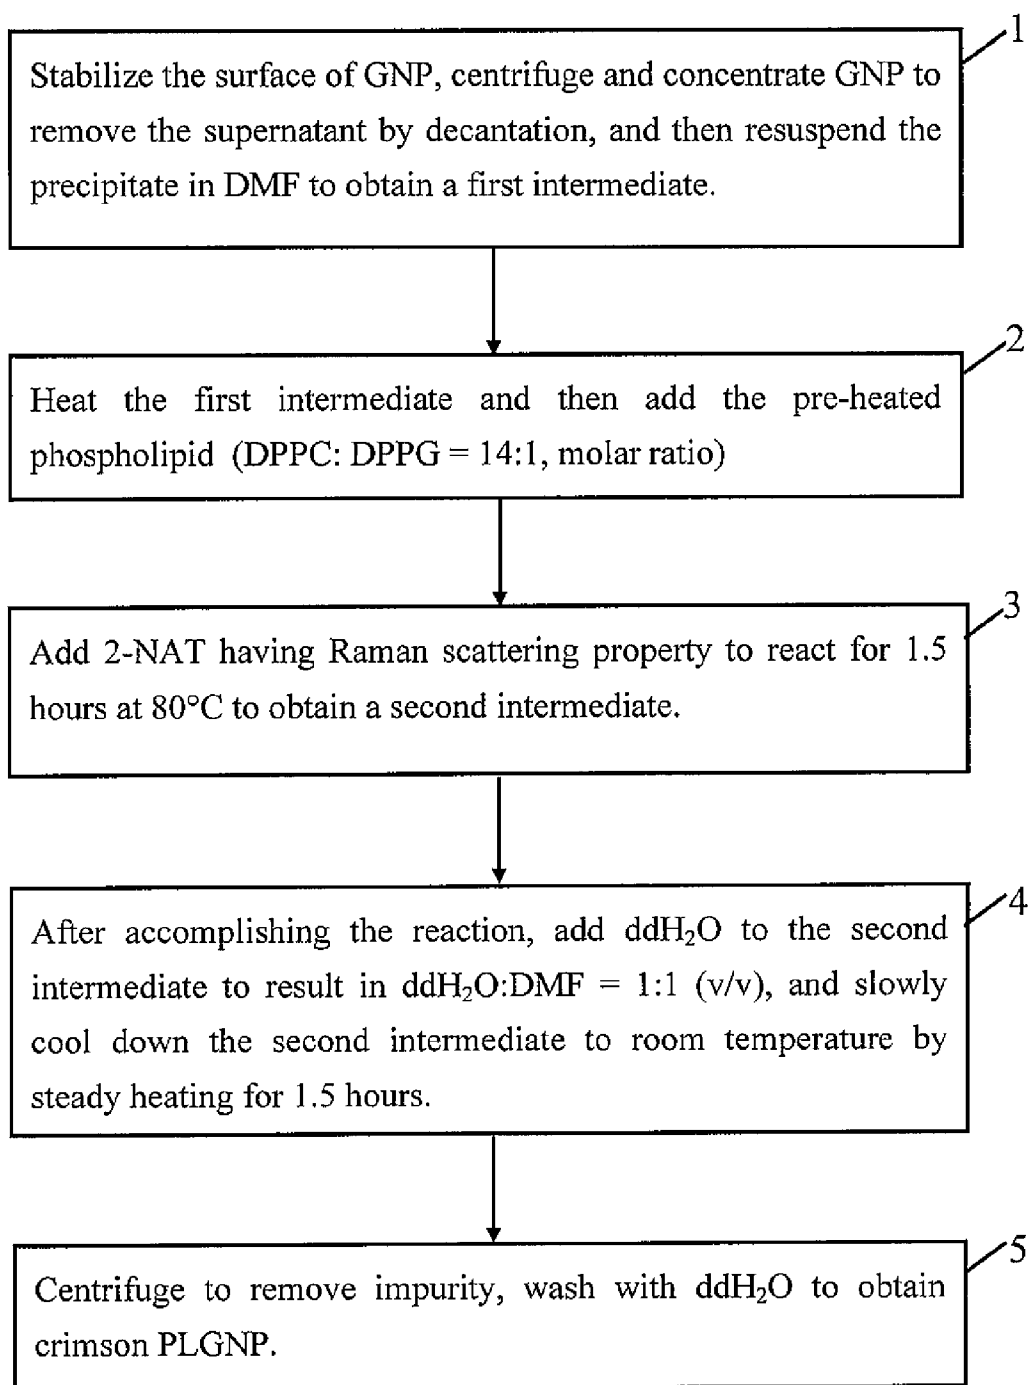 1
Stabilize the surface of GNP, centrifuge and concentrate GNP to
remove the supernatant by decantation, and then resuspend the
precipitate in DMF to obtain a first intermediate.
2
Heat the first intermediate and then add the pre-heated
phospholipid (DPPC: DPPG = 14:1, molar ratio)
3
Add 2-NAT having Raman scattering property to react for 1.5
hours at 80°C to obtain a second intermediate.
4
After accomplishing the reaction, add ddH₂O to the second
intermediate to result in ddH₂O:DMF = 1:1 (v/v), and slowly
cool down the second intermediate to room temperature by
steady heating for 1.5 hours.
5
Centrifuge to remove impurity, wash with ddH₂O to obtain
crimson PLGNP.